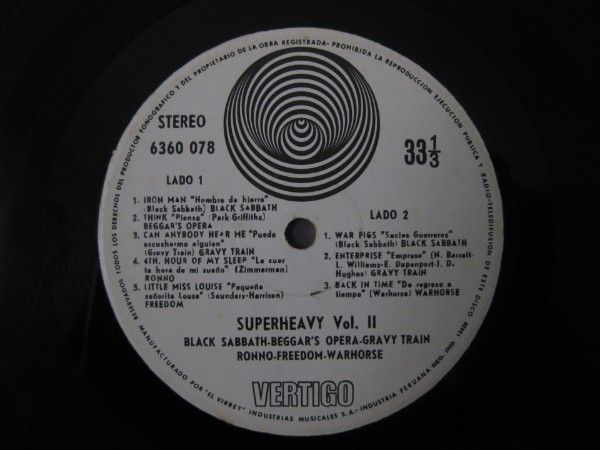 RESERVADOS TODOS LOS DERECHOS DEL PRODUCTOR FONOGRAFICO Y DEL PROPIETARIO DE LA OBRA REGISTRADA-PROHIBIDA LA REPRODUCCION EJECUCION PUBLICA Y RADIO-TELEDIFUSION DE ESTE DISCO
STEREO
6360 078
33 1/3
LADO 1
1. IRON MAN "Hombre de hierro"
(Black Sabbath) BLACK SABBATH
2. THINK "Piensa" (Park-Griffiths)
BEGGAR'S OPERA
3. CAN ANYBODY HEAR ME "Puede
escucharme alguien"
(Gravy Train) GRAVY TRAIN
4. 4TH. HOUR OF MY SLEEP "La cuar
ta hora de mi sueño" (Zimmerman)
RONNO
5. LITTLE MISS LOUISE "Pequeña
señorita Louse" (Saunders-Harrisen)
FREEDOM
LADO 2
1. WAR PIGS "Sucios Guerreros"
(Black Sabbath) BLACK SABBATH
2. ENTERPRISE "Empresa" (N. Barratt-
L. Williams-E. Davenport-J. D.
Hughes) GRAVY TRAIN
3. BACK IN TIME "De regreso a
tiempo" (Warhorse) WARHORSE
SUPERHEAVY Vol. II
BLACK SABBATH-BEGGAR'S OPERA-GRAVY TRAIN
RONNO-FREEDOM-WARHORSE
VERTIGO
MANUFACTURADO POR "EL VIRREY" INDUSTRIAS MUSICALES S.A.-INDUSTRIA PERUANA REG. IND.